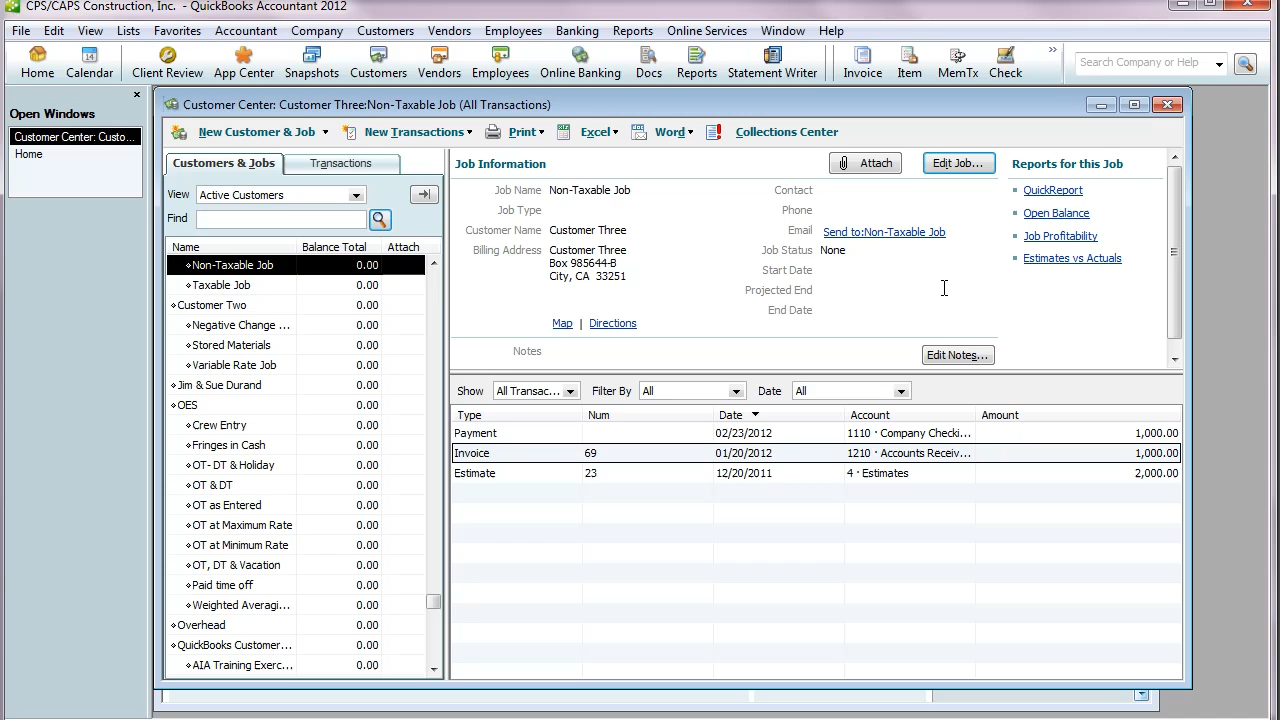 CPS/CAPS Construction, Inc. - QuickBooks Accountant 2012
File Edit View Lists Favorites Accountant Company Customers Vendors Employees Banking Reports Online Services Window Help
14
Home Calendar Client Review App Center Snapshots Customers Vendors Employees Online Banking Docs Reports Statement Writer Invoice Item MemTx Check
Search Company or Help
Open Windows
Customer Center: Custo...
Home
Customer Center: Customer Three:Non-Taxable Job (All Transactions)
New Customer & Job New Transactions Print Excel Word Collections Center
Customers & Jobs Transactions
View Active Customers
Find
Name Balance Total Attach
Non-Taxable Job 0.00
Taxable Job 0.00
Customer Two 0.00
Negative Change ... 0.00
Stored Materials 0.00
Variable Rate Job 0.00
Jim & Sue Durand 0.00
OES 0.00
Crew Entry 0.00
Fringes in Cash 0.00
OT- DT & Holiday 0.00
OT & DT 0.00
OT as Entered 0.00
OT at Maximum Rate 0.00
OT at Minimum Rate 0.00
OT, DT & Vacation 0.00
Paid time off 0.00
Weighted Averagi... 0.00
Overhead 0.00
QuickBooks Customer... 0.00
AIA Training Exerc... 0.00
Job Information Attach Edit Job...
Job Name Non-Taxable Job
Job Type
Customer Name Customer Three
Billing Address Customer Three
Box 985644-B
City, CA 33251
Map | Directions
Notes Edit Notes...
Contact
Phone
Email Send to:Non-Taxable Job
Job Status None
Start Date
Projected End
End Date
Reports for this Job
QuickReport
Open Balance
Job Profitability
Estimates vs Actuals
Show All Transac... Filter By All Date All
Type Num Date Account Amount
Payment 02/23/2012 1110 · Company Checki... 1,000.00
Invoice 69 01/20/2012 1210 · Accounts Receiv... 1,000.00
Estimate 23 12/20/2011 4 · Estimates 2,000.00